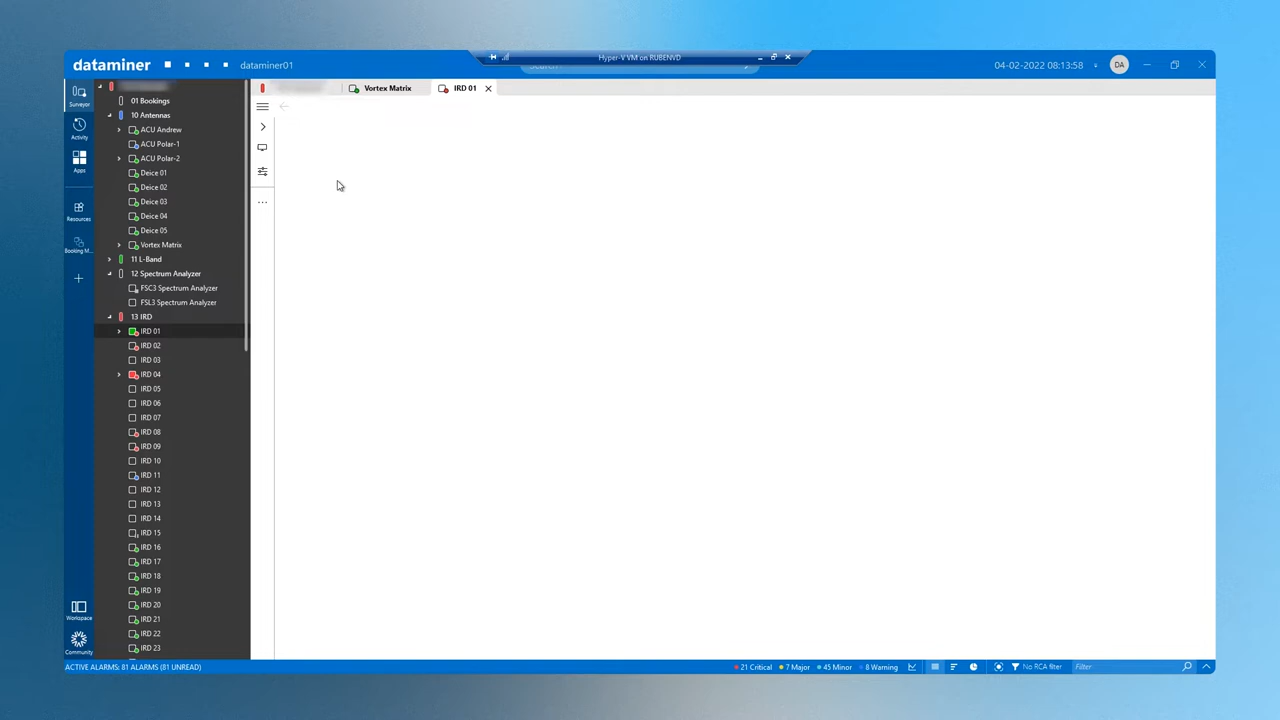 Hyper-V VM on RUBENVD
dataminer
dataminer01
04-02-2022 08:13:58
DA
Surveyor
Activity
Apps
Resources
Booking M...
Workspace
Community
01 Bookings
10 Antennas
ACU Andrew
ACU Polar-1
ACU Polar-2
Deice 01
Deice 02
Deice 03
Deice 04
Deice 05
Vortex Matrix
11 L-Band
12 Spectrum Analyzer
FSC3 Spectrum Analyzer
FSL3 Spectrum Analyzer
13 IRD
IRD 01
IRD 02
IRD 03
IRD 04
IRD 05
IRD 06
IRD 07
IRD 08
IRD 09
IRD 10
IRD 11
IRD 12
IRD 13
IRD 14
IRD 15
IRD 16
IRD 17
IRD 18
IRD 19
IRD 20
IRD 21
IRD 22
IRD 23
Vortex Matrix
IRD 01
ACTIVE ALARMS: 81 ALARMS (81 UNREAD)
21 Critical
7 Major
45 Minor
8 Warning
No RCA filter
Filter